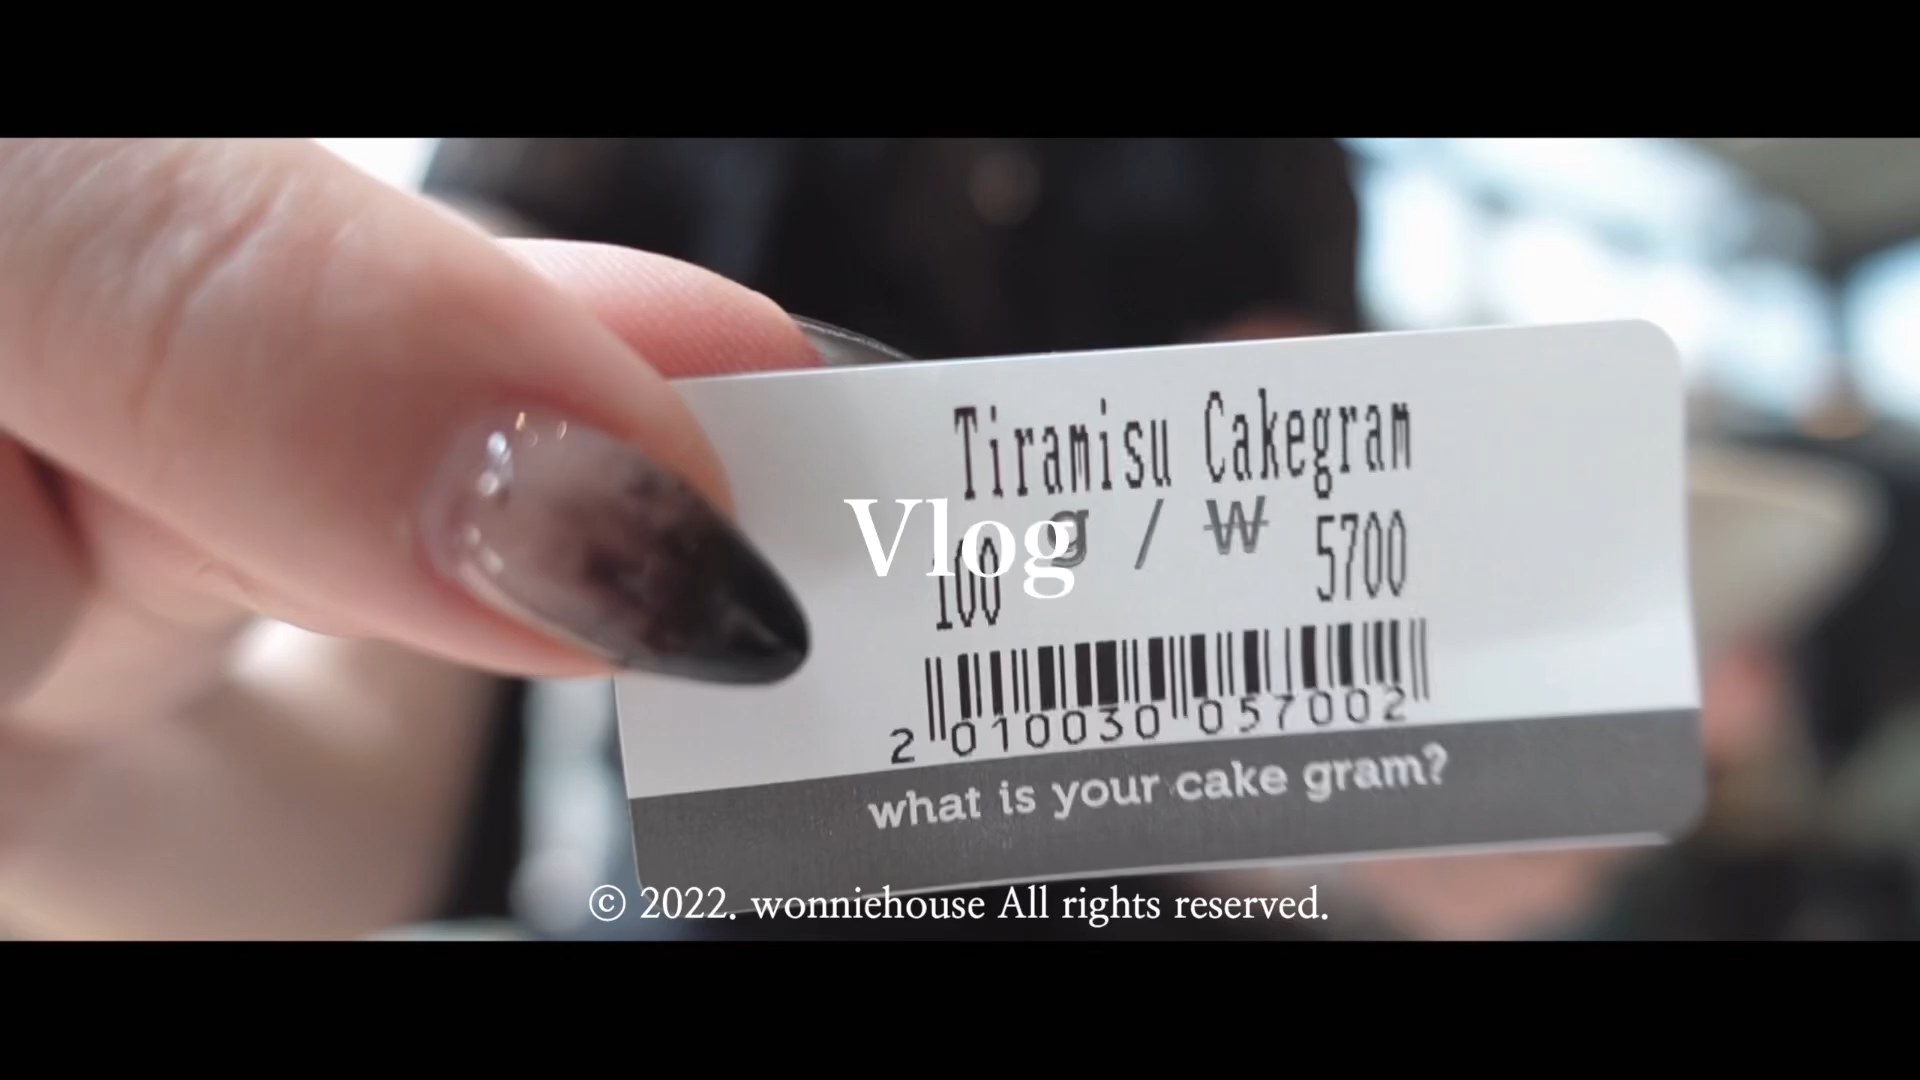 Tiramisu Cakegram
g / ₩
100 5700
Vlog
2 010030 057002
what is your cake gram?
© 2022. wonniehouse All rights reserved.